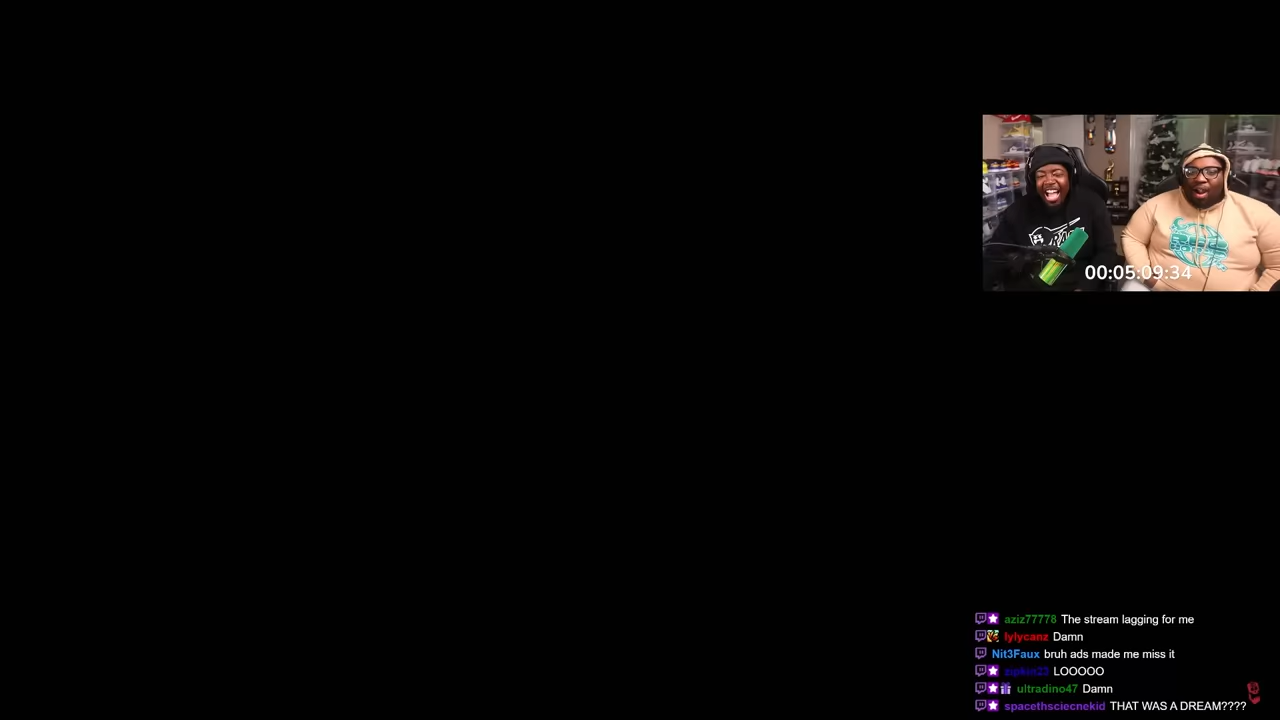 00:05:09:34
aziz77778 The stream lagging for me
lylycanz Damn
Nit3Faux bruh ads made me miss it
LOOOOO
ultradino47 Damn
spacethsciecnekid THAT WAS A DREAM????